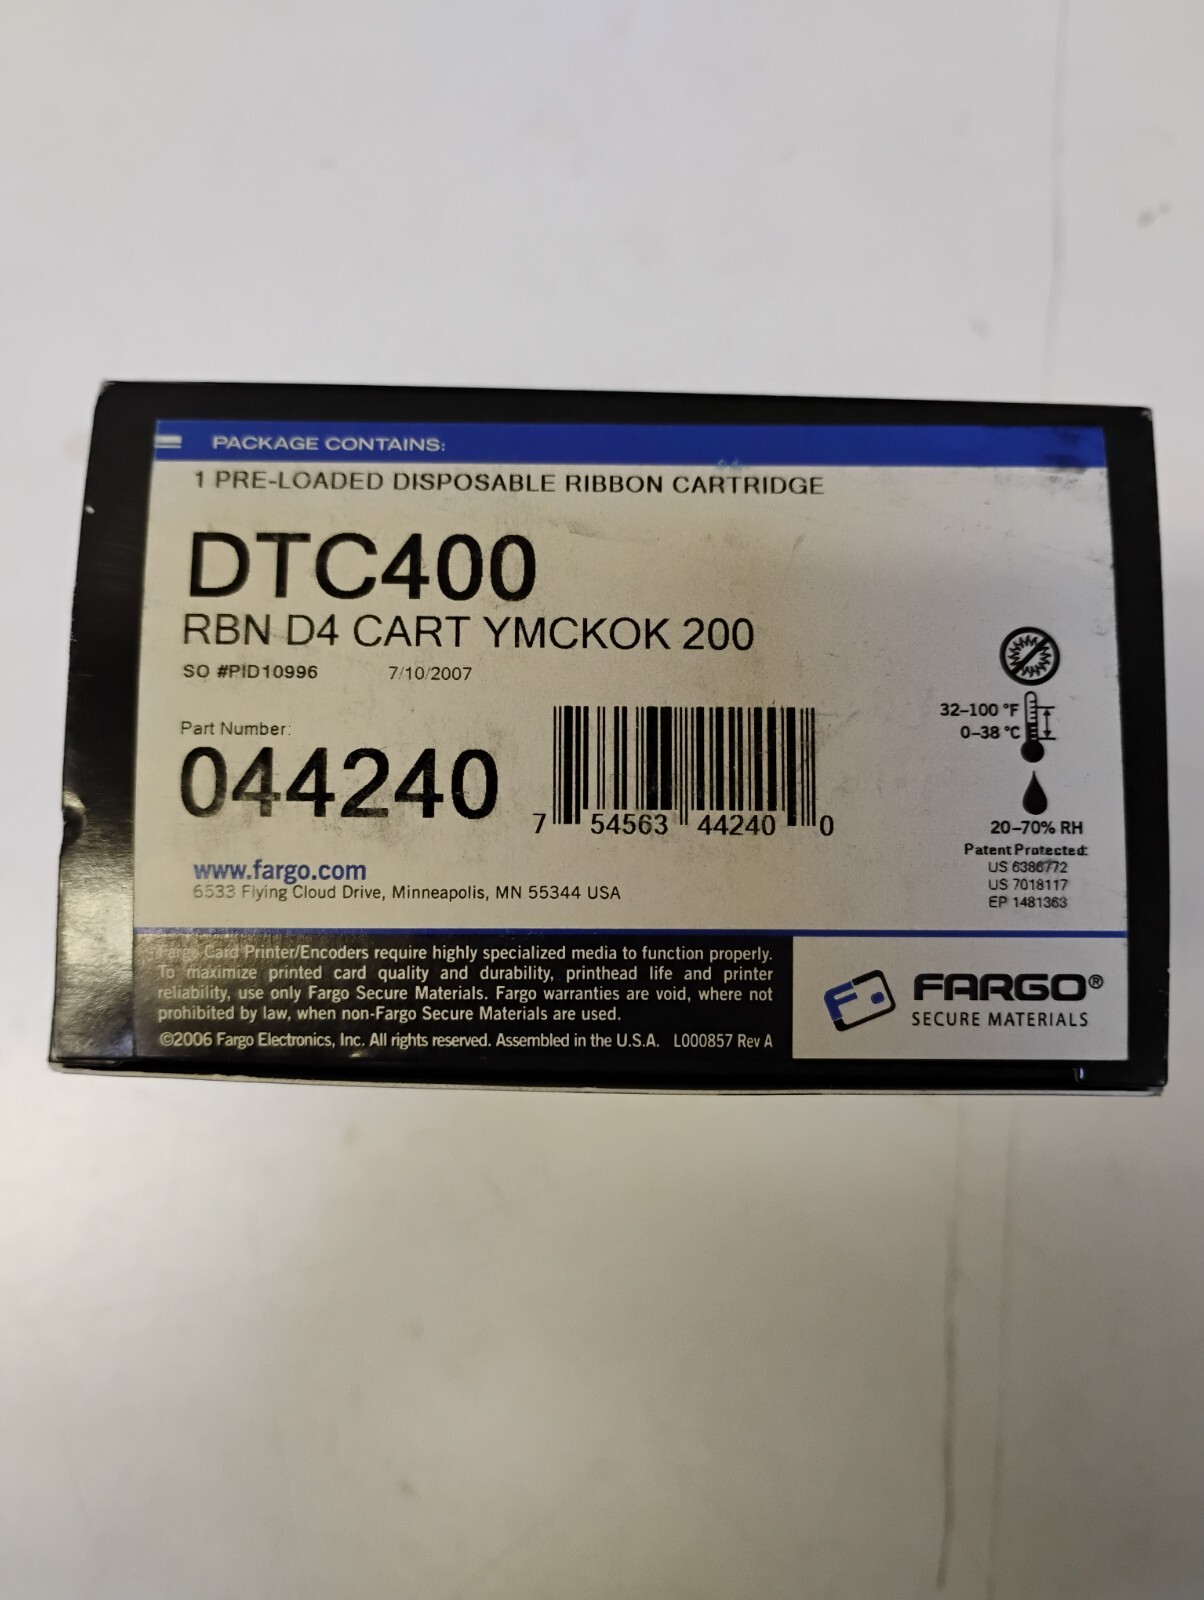 PACKAGE CONTAINS:
1 PRE-LOADED DISPOSABLE RIBBON CARTRIDGE
DTC400
RBN D4 CART YMCKOK 200
SO #PID10996 7/10/2007
Part Number:
044240
7 54563 44240 0
www.fargo.com
6533 Flying Cloud Drive, Minneapolis, MN 55344 USA
32–100 °F
0–38 °C
20–70% RH
Patent Protected:
US 6386772
US 7018117
EP 1481363
Fargo Card Printer/Encoders require highly specialized media to function properly.
To maximize printed card quality and durability, printhead life and printer
reliability, use only Fargo Secure Materials. Fargo warranties are void, where not
prohibited by law, when non-Fargo Secure Materials are used.
©2006 Fargo Electronics, Inc. All rights reserved. Assembled in the U.S.A. L000857 Rev A
FARGO®
SECURE MATERIALS